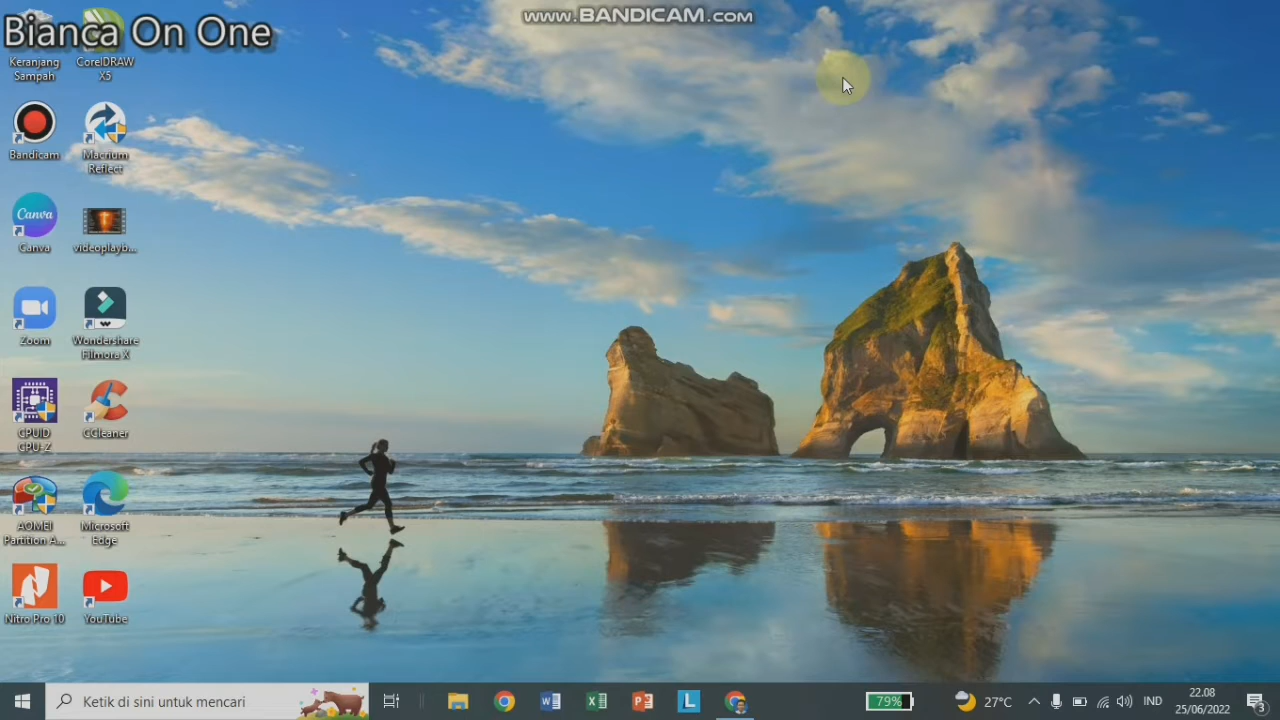 www.BANDICAM.com
Bianca On One
Keranjang
Sampah
CorelDRAW
X5
Bandicam
Macrium
Reflect
Canva
Canva
videoplayb...
Zoom
Wondershare
Filmora X
CPUID
CPU-Z
CCleaner
AOMEI
Partition A...
Microsoft
Edge
Nitro Pro 10
YouTube
Ketik di sini untuk mencari
79%
27°C
IND
22.08
25/06/2022
3